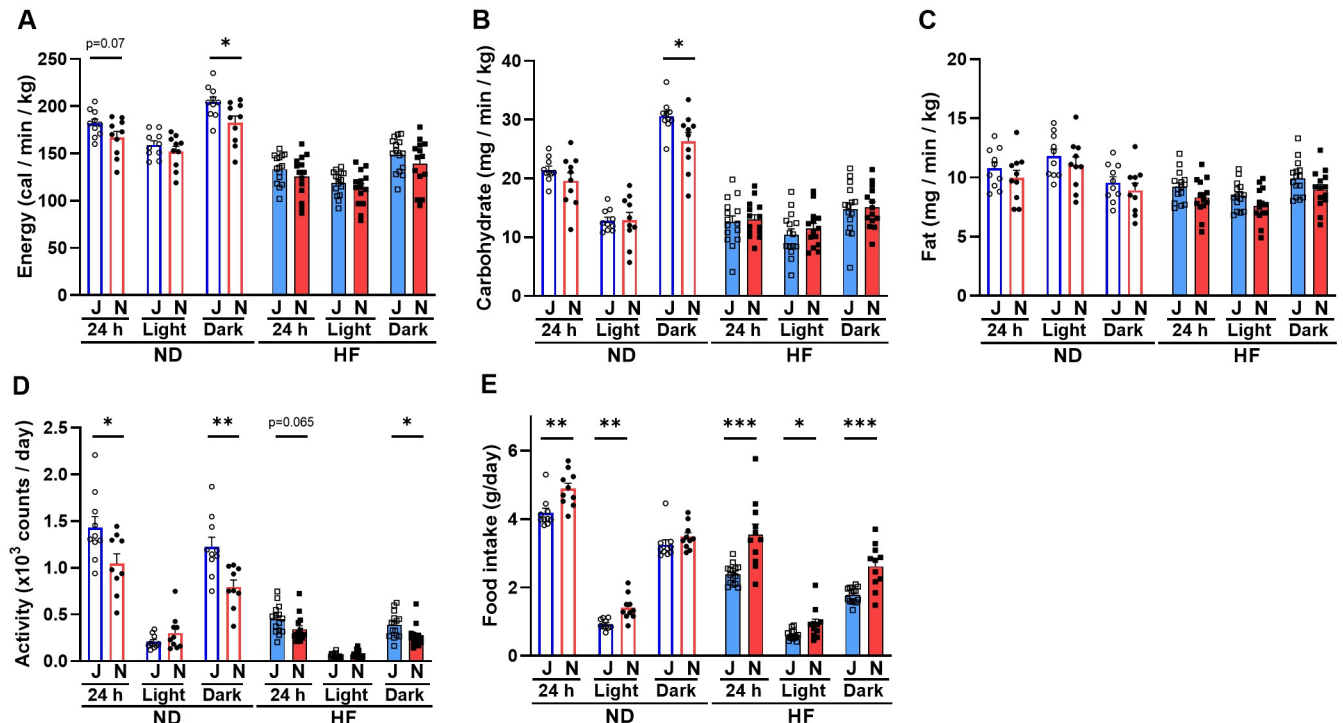 A
Energy (cal / min / kg)
250
200
150
100
50
0
p=0.07
*
J N J N J N J N J N J N
24 h Light Dark 24 h Light Dark
ND HF
B
Carbohydrate (mg / min / kg)
40
30
20
10
0
*
J N J N J N J N J N J N
24 h Light Dark 24 h Light Dark
ND HF
C
Fat (mg / min / kg)
20
15
10
5
0
J N J N J N J N J N J N
24 h Light Dark 24 h Light Dark
ND HF
D
Activity (x10³ counts / day)
2.5
2.0
1.5
1.0
0.5
0.0
* ** p=0.065 *
J N J N J N J N J N J N
24 h Light Dark 24 h Light Dark
ND HF
E
Food intake (g/day)
6
4
2
0
** ** *** * ***
J N J N J N J N J N J N
24 h Light Dark 24 h Light Dark
ND HF